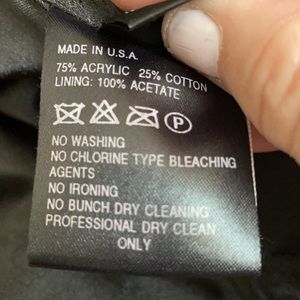 MADE IN U.S.A.
75% ACRYLIC 25% COTTON
LINING: 100% ACETATE
P
NO WASHING
NO CHLORINE TYPE BLEACHING
AGENTS
NO IRONING
NO BUNCH DRY CLEANING
PROFESSIONAL DRY CLEAN
ONLY